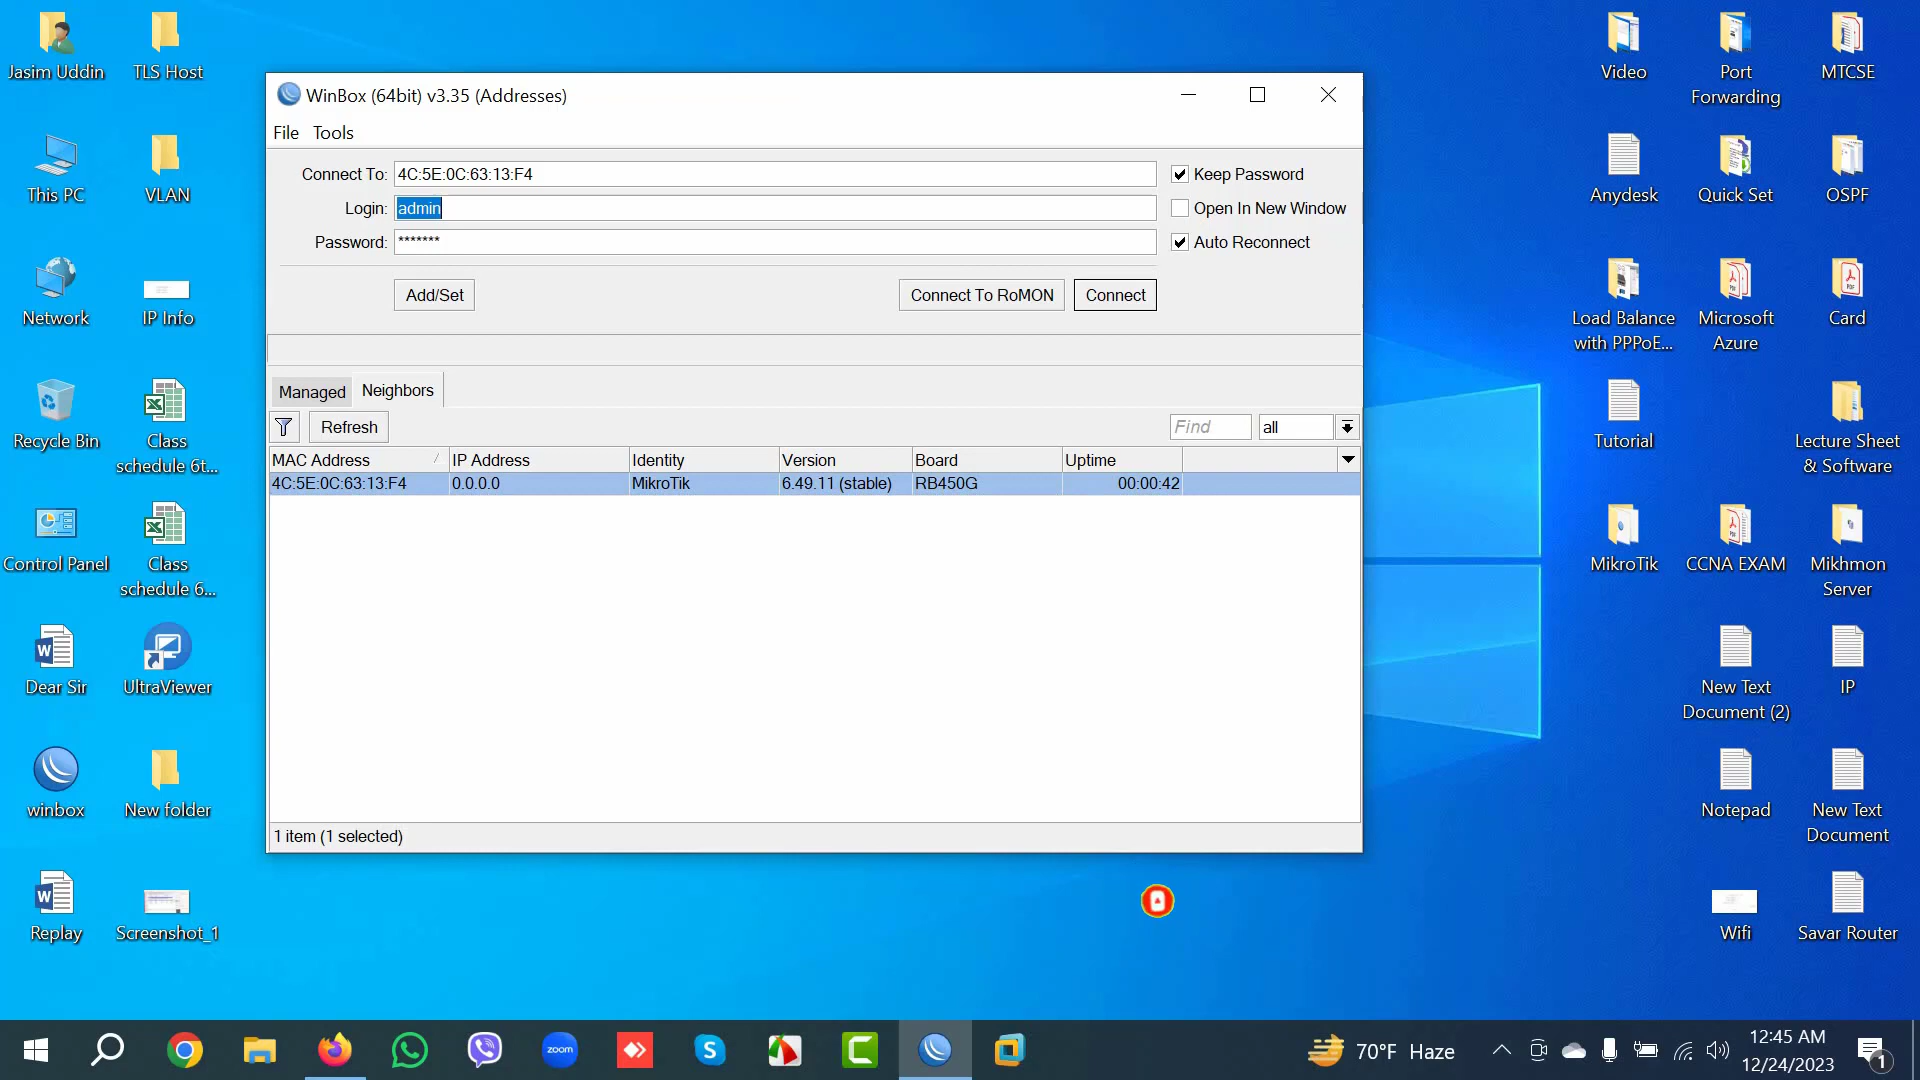 Jasim Uddin
TLS Host
This PC
VLAN
Network
IP Info
Recycle Bin
Class
schedule 6t...
Control Panel
Class
schedule 6...
Dear Sir
UltraViewer
winbox
New folder
Replay
Screenshot_1
WinBox (64bit) v3.35 (Addresses)
File Tools
Connect To: 4C:5E:0C:63:13:F4
Keep Password
Login: admin
Open In New Window
Password: *******
Auto Reconnect
Add/Set
Connect To RoMON
Connect
Managed
Neighbors
Refresh
Find
all
MAC Address IP Address Identity Version Board Uptime
4C:5E:0C:63:13:F4 0.0.0.0 MikroTik 6.49.11 (stable) RB450G 00:00:42
1 item (1 selected)
Video
Port
Forwarding
MTCSE
Anydesk
Quick Set
OSPF
Load Balance
with PPPoE...
Microsoft
Azure
Card
Tutorial
Lecture Sheet
& Software
MikroTik
CCNA EXAM
Mikhmon
Server
New Text
Document (2)
IP
Notepad
New Text
Document
Wifi
Savar Router
zoom
70°F Haze
12:45 AM
12/24/2023
1